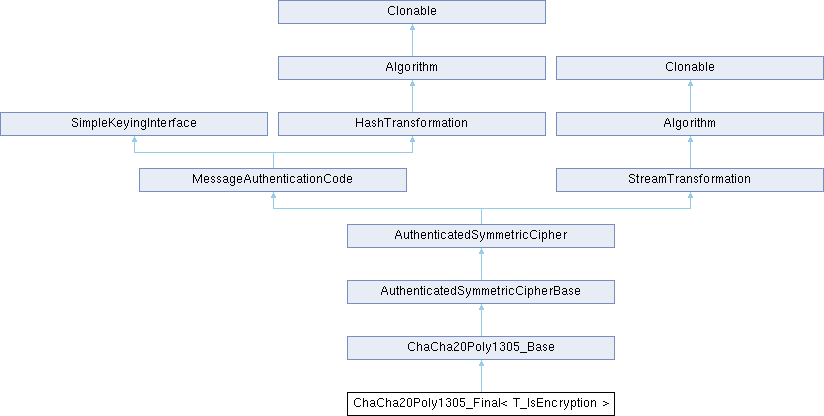 Clonable
Algorithm
Clonable
SimpleKeyingInterface
HashTransformation
Algorithm
MessageAuthenticationCode
StreamTransformation
AuthenticatedSymmetricCipher
AuthenticatedSymmetricCipherBase
ChaCha20Poly1305_Base
ChaCha20Poly1305_Final< T_IsEncryption >